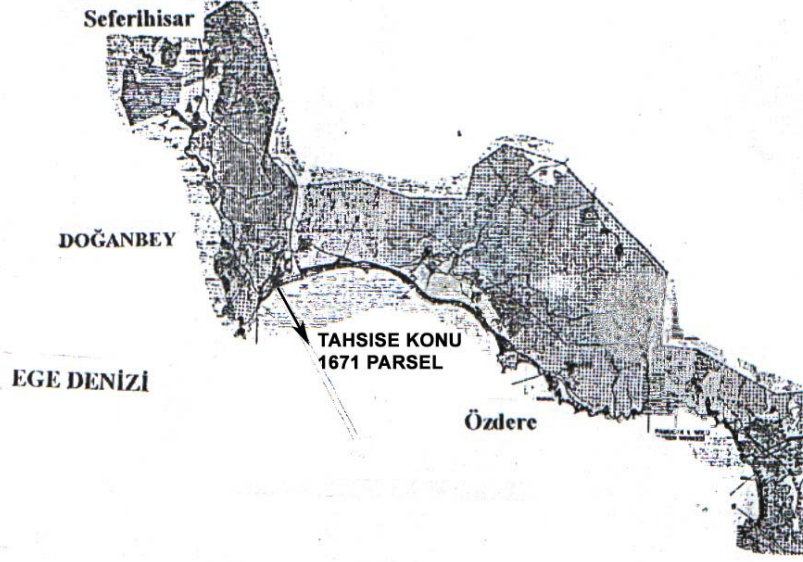 Seferihisar
DOĞANBEY
TAHSISE KONU
1671 PARSEL
EGE DENİZİ
Özdere